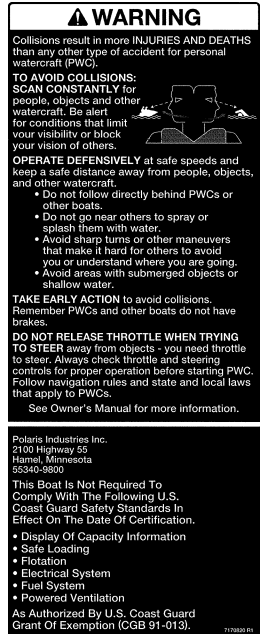 WARNING
Collisions result in more INJURIES AND DEATHS
than any other type of accident for personal
watercraft (PWC).
TO AVOID COLLISIONS:
SCAN CONSTANTLY for
people, objects and other
watercraft. Be alert
for conditions that limit
your visibility or block
your vision of others.
OPERATE DEFENSIVELY at safe speeds and
keep a safe distance away from people, objects,
and other watercraft.
• Do not follow directly behind PWCs or
other boats.
• Do not go near others to spray or
splash them with water.
• Avoid sharp turns or other maneuvers
that make it hard for others to avoid
you or understand where you are going.
• Avoid areas with submerged objects or
shallow water.
TAKE EARLY ACTION to avoid collisions.
Remember PWCs and other boats do not have
brakes.
DO NOT RELEASE THROTTLE WHEN TRYING
TO STEER away from objects - you need throttle
to steer. Always check throttle and steering
controls for proper operation before starting PWC.
Follow navigation rules and state and local laws
that apply to PWCs.
See Owner's Manual for more information.
Polaris Industries Inc.
2100 Highway 55
Hamel, Minnesota
55340-9800
This Boat Is Not Required To
Comply With The Following U.S.
Coast Guard Safety Standards In
Effect On The Date Of Certification.
• Display Of Capacity Information
• Safe Loading
• Flotation
• Electrical System
• Fuel System
• Powered Ventilation
As Authorized By U.S. Coast Guard
Grant Of Exemption (CGB 91-013).
7170820 R1